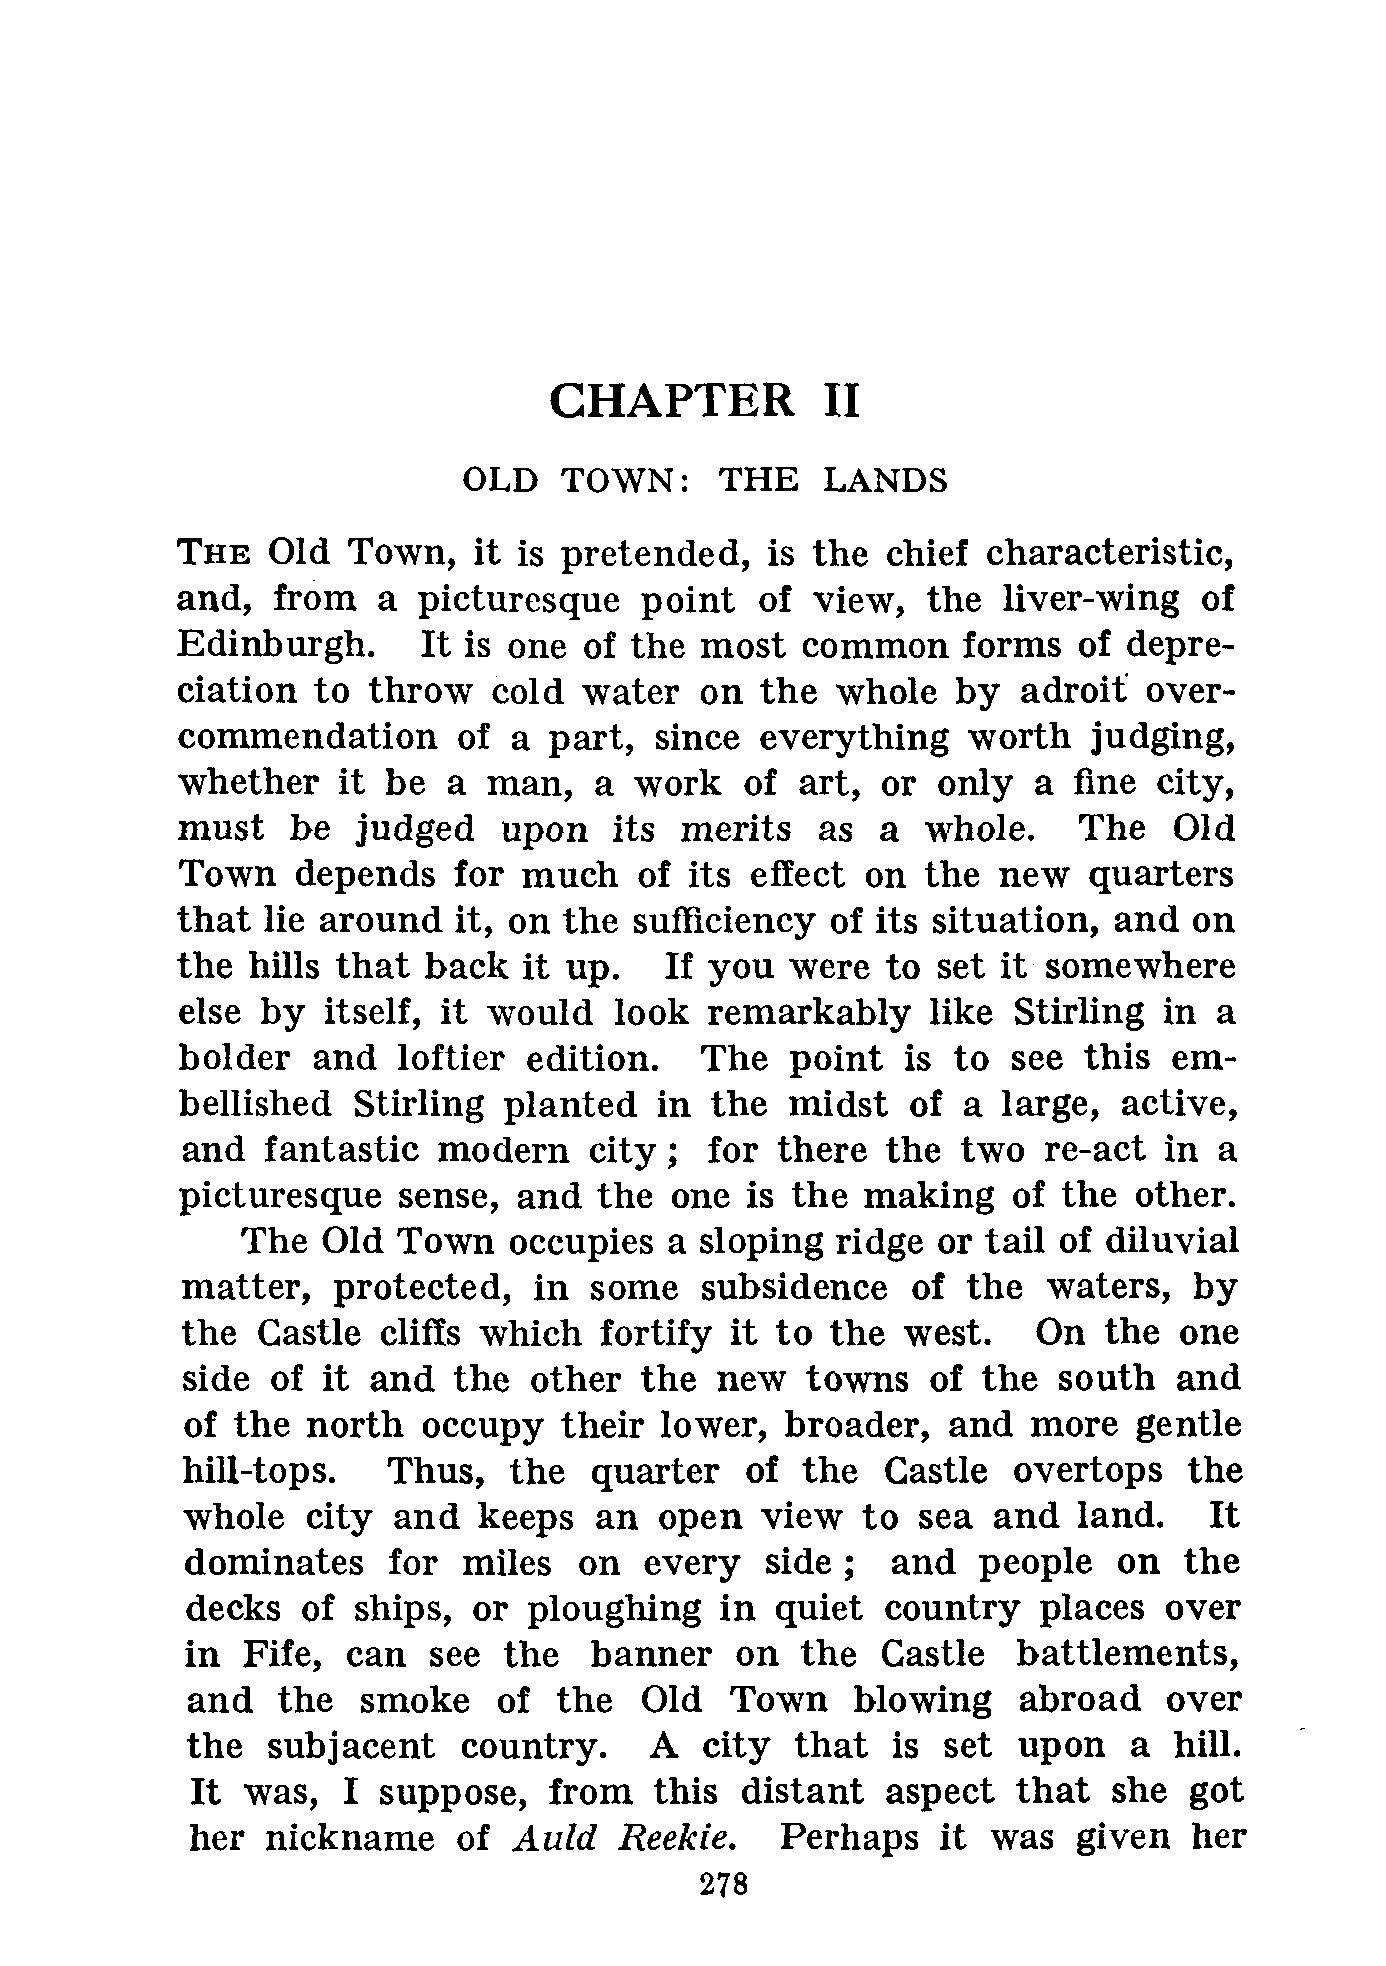 CHAPTER II
OLD TOWN: THE LANDS
THE Old Town, it is pretended, is the chief characteristic,
and, from a picturesque point of view, the liver-wing of
Edinburgh. It is one of the most common forms of depre-
ciation to throw cold water on the whole by adroit over-
commendation of a part, since everything worth judging,
whether it be a man, a work of art, or only a fine city,
must be judged upon its merits as a whole. The Old
Town depends for much of its effect on the new quarters
that lie around it, on the sufficiency of its situation, and on
the hills that back it up. If you were to set it somewhere
else by itself, it would look remarkably like Stirling in a
bolder and loftier edition. The point is to see this em-
bellished Stirling planted in the midst of a large, active,
and fantastic modern city; for there the two re-act in a
picturesque sense, and the one is the making of the other.
The Old Town occupies a sloping ridge or tail of diluvial
matter, protected, in some subsidence of the waters, by
the Castle cliffs which fortify it to the west. On the one
side of it and the other the new towns of the south and
of the north occupy their lower, broader, and more gentle
hill-tops. Thus, the quarter of the Castle overtops the
whole city and keeps an open view to sea and land. It
dominates for miles on every side; and people on the
decks of ships, or ploughing in quiet country places over
in Fife, can see the banner on the Castle battlements,
and the smoke of the Old Town blowing abroad over
the subjacent country. A city that is set upon a hill.
It was, I suppose, from this distant aspect that she got
her nickname of Auld Reekie. Perhaps it was given her
278